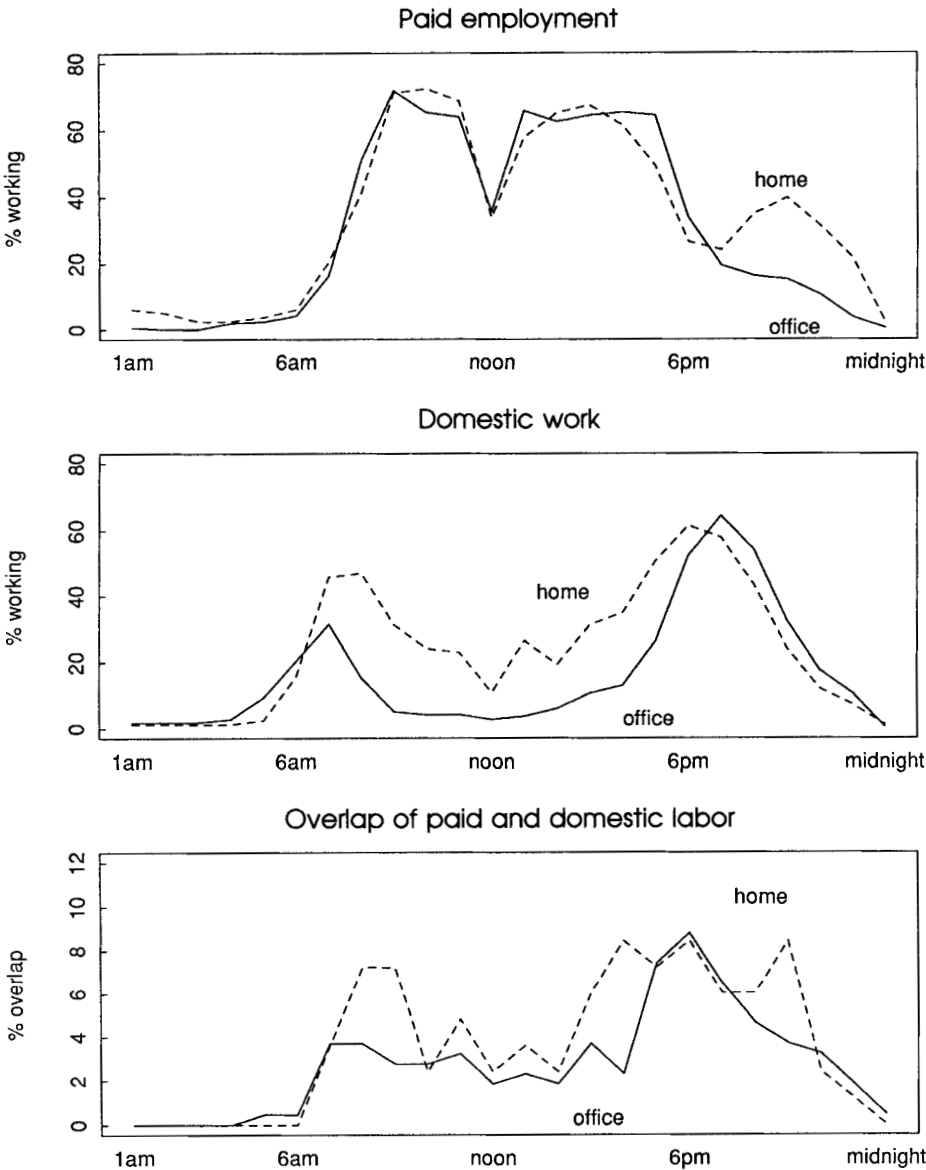 Paid employment
% working
80
60
40
20
0
home
office
1am 6am noon 6pm midnight
Domestic work
% working
80
60
40
20
0
home
office
1am 6am noon 6pm midnight
Overlap of paid and domestic labor
% overlap
12
10
8
6
4
2
0
home
office
1am 6am noon 6pm midnight